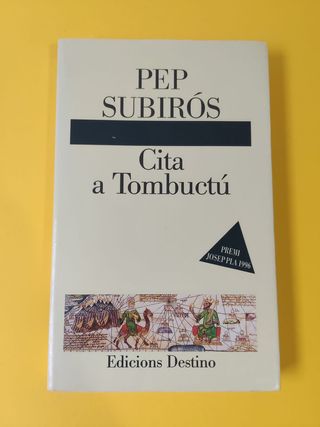 PEP
SUBIRÓS
Cita
a Tombuctú
PREMI
JOSEP PLA 1996
Edicions Destino